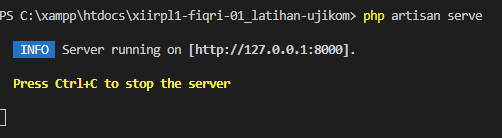 PS C:\xampp\htdocs\xiirpl1-fiqri-01_latihan-ujikom> php artisan serve
INFO Server running on [http://127.0.0.1:8000].
Press Ctrl+C to stop the server